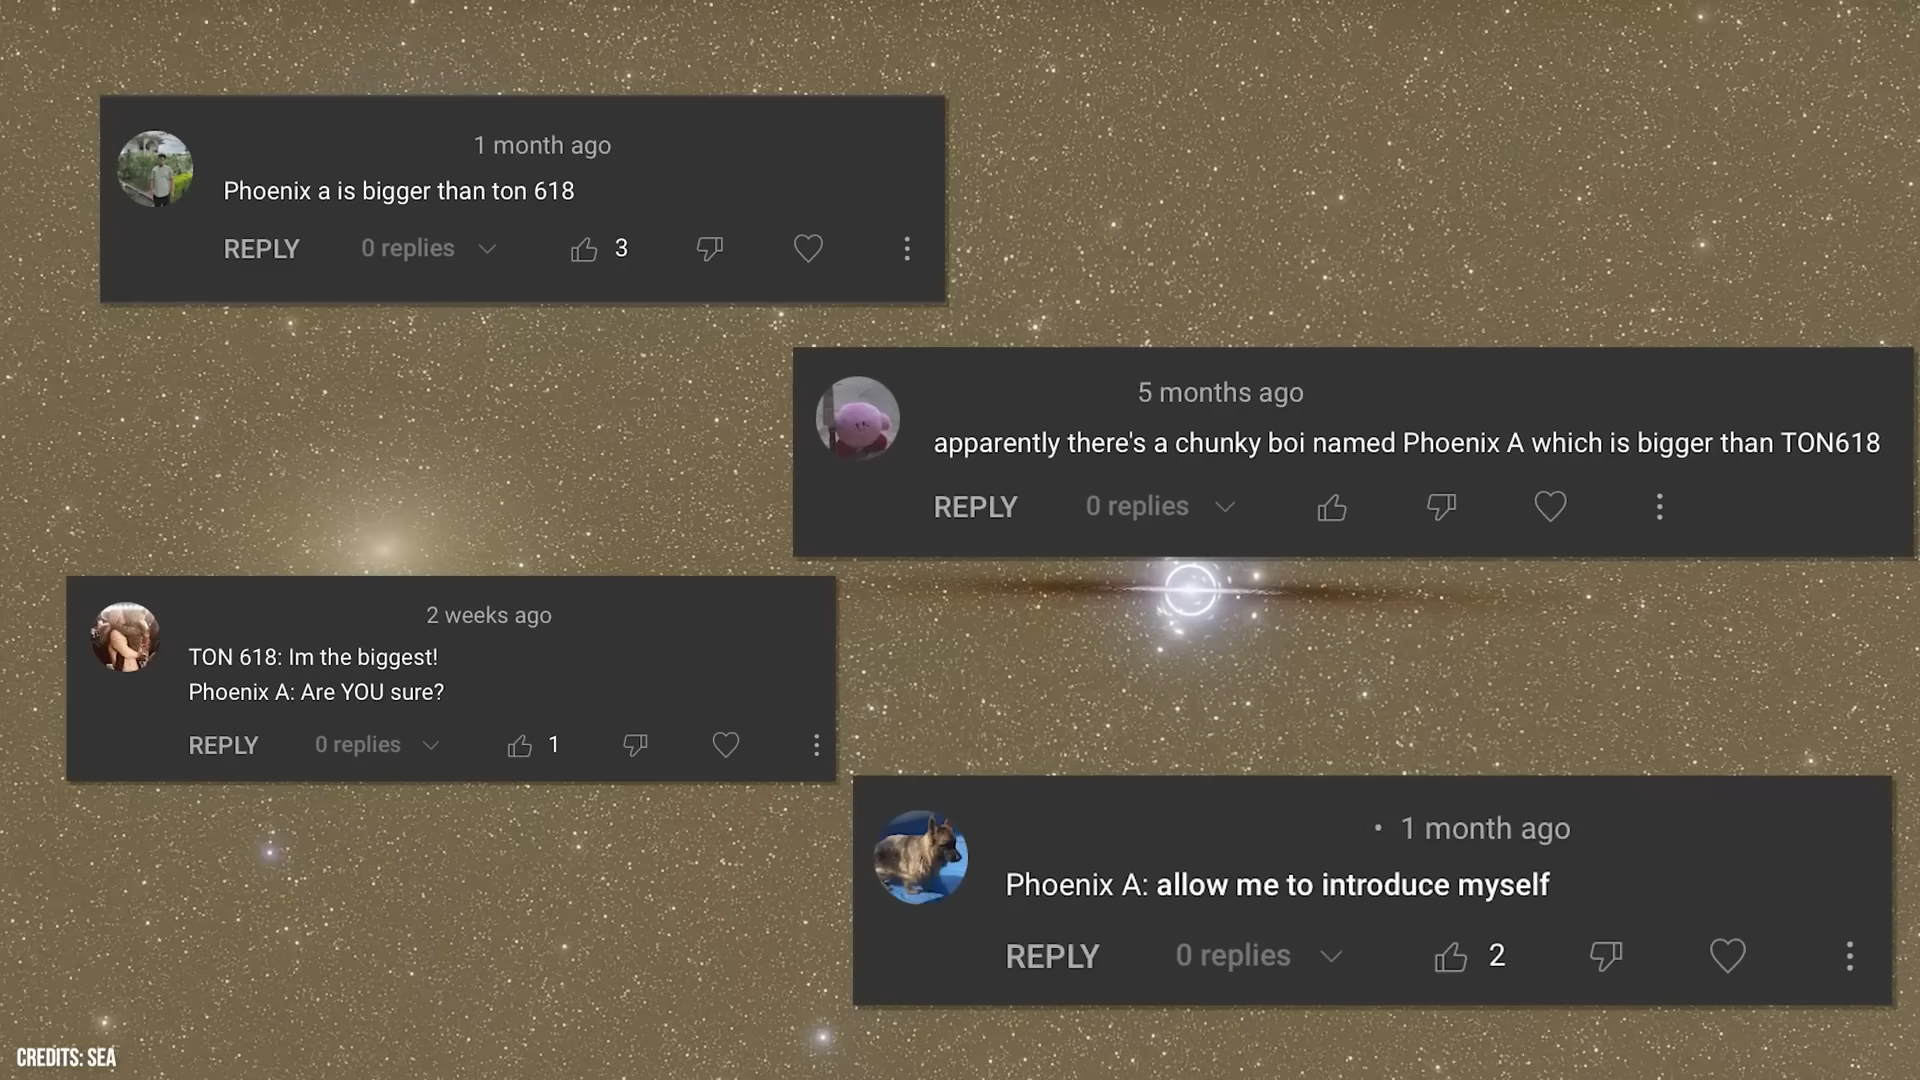 1 month ago
Phoenix a is bigger than ton 618
REPLY 0 replies 3
5 months ago
apparently there's a chunky boi named Phoenix A which is bigger than TON618
REPLY 0 replies
2 weeks ago
TON 618: Im the biggest!
Phoenix A: Are YOU sure?
REPLY 0 replies 1
• 1 month ago
Phoenix A: allow me to introduce myself
REPLY 0 replies 2
CREDITS: SEA